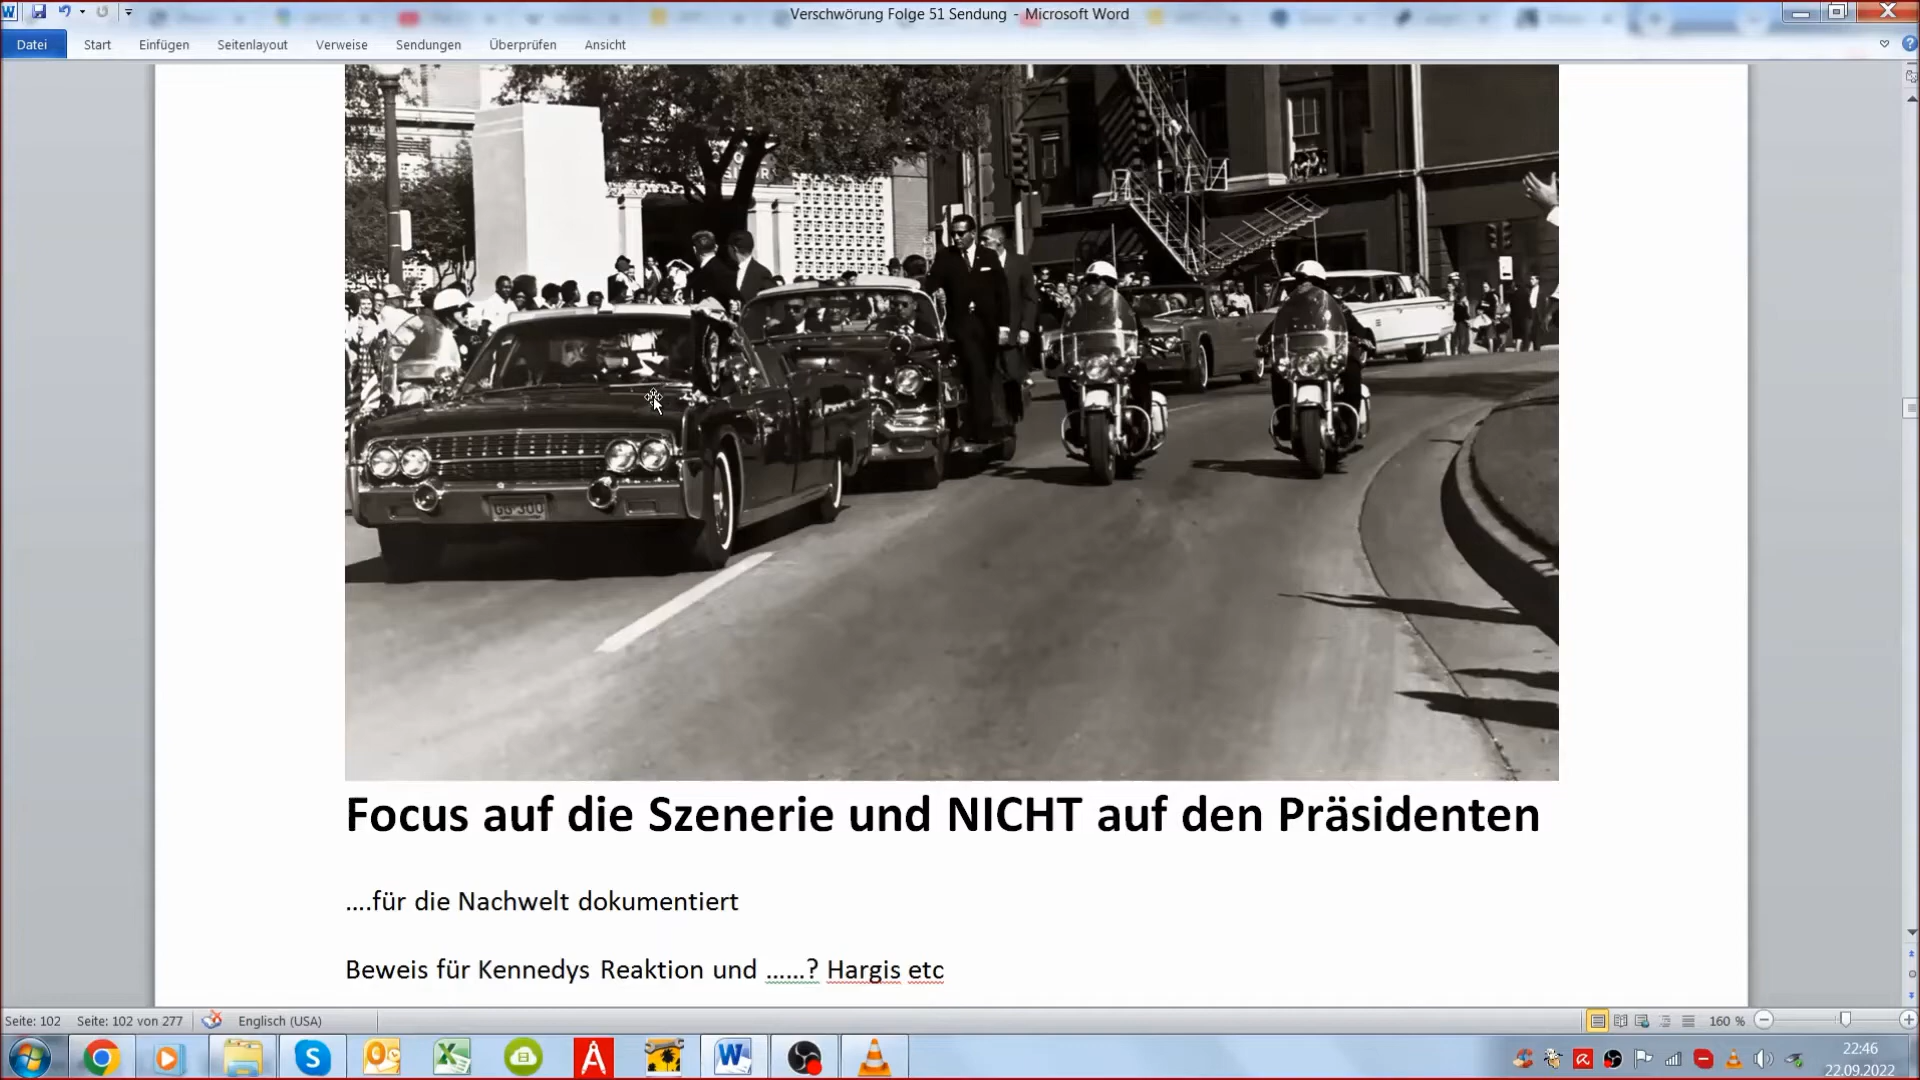 Verschwörung Folge 51 Sendung - Microsoft Word
Datei Start Einfügen Seitenlayout Verweise Sendungen Überprüfen Ansicht
GG 300
Focus auf die Szenerie und NICHT auf den Präsidenten
....für die Nachwelt dokumentiert
Beweis für Kennedys Reaktion und ......? Hargis etc
Seite: 102 Seite: 102 von 277 Englisch (USA) 160 %
22:46
22.09.2022